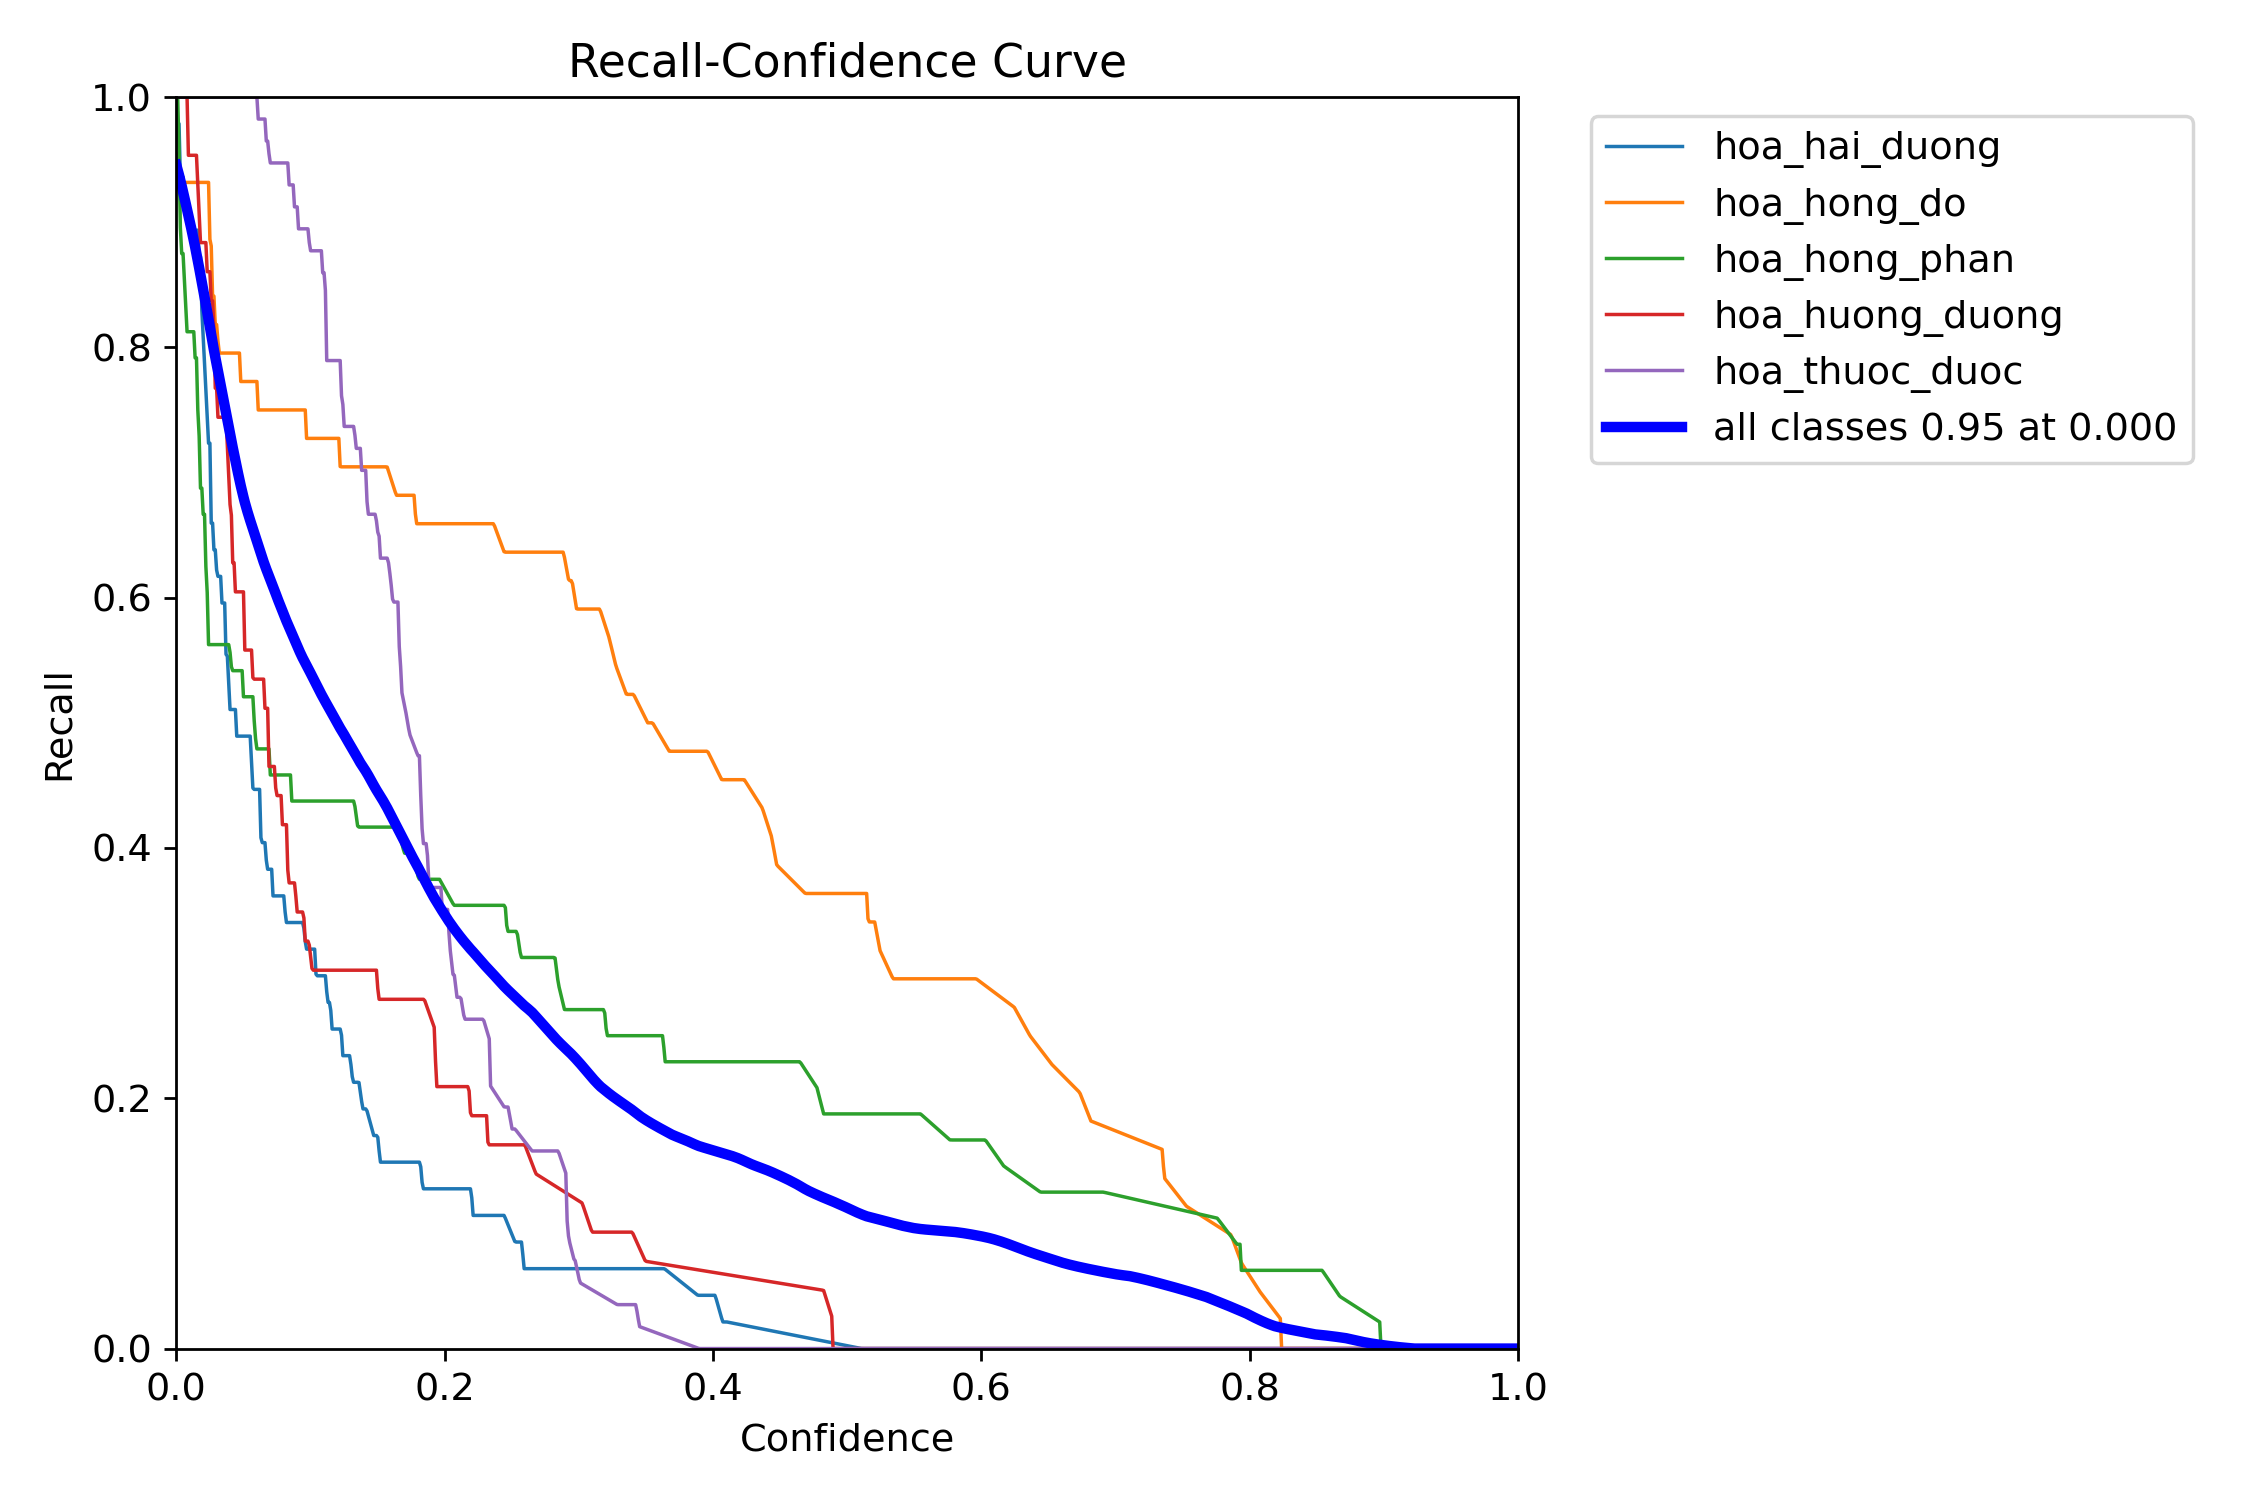 Recall-Confidence Curve
1.0
0.8
0.6
0.4
0.2
0.0
Recall
0.0 0.2 0.4 0.6 0.8 1.0
Confidence
hoa_hai_duong
hoa_hong_do
hoa_hong_phan
hoa_huong_duong
hoa_thuoc_duoc
all classes 0.95 at 0.000